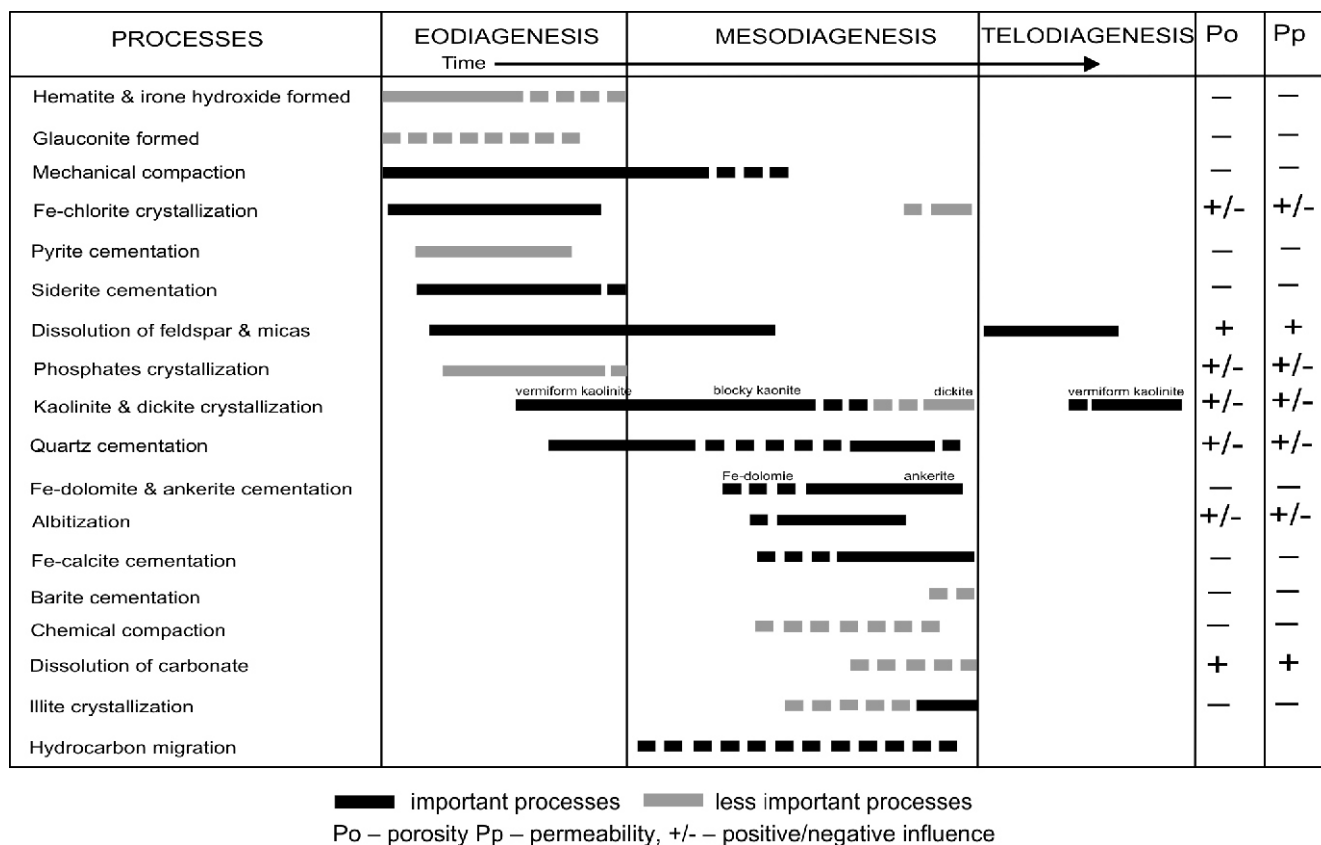 PROCESSES EODIAGENESIS MESODIAGENESIS TELODIAGENESIS Po Pp
Time
Hematite & irone hydroxide formed — —
Glauconite formed — —
Mechanical compaction — —
Fe-chlorite crystallization +/- +/-
Pyrite cementation — —
Siderite cementation — —
Dissolution of feldspar & micas + +
Phosphates crystallization +/- +/-
vermiform kaolinite blocky kaonite dickite vermiform kaolinite
Kaolinite & dickite crystallization +/- +/-
Quartz cementation +/- +/-
Fe-dolomie ankerite
Fe-dolomite & ankerite cementation — —
Albitization +/- +/-
Fe-calcite cementation — —
Barite cementation — —
Chemical compaction — —
Dissolution of carbonate + +
Illite crystallization — —
Hydrocarbon migration
important processes less important processes
Po – porosity Pp – permeability, +/- – positive/negative influence